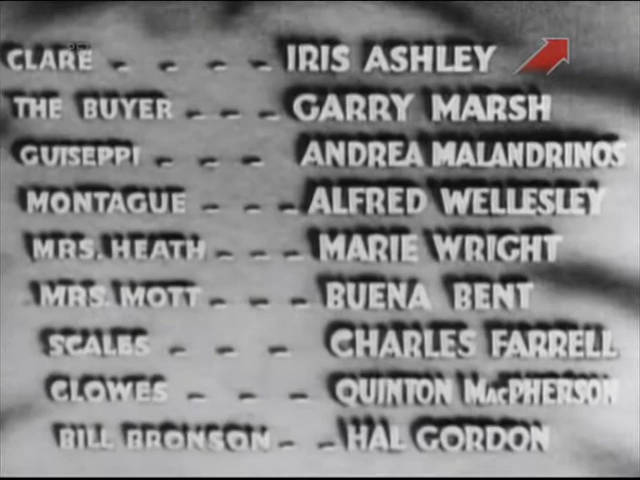 CLARE - - - - IRIS ASHLEY
THE BUYER - - - GARRY MARSH
GUISEPPI - - - ANDREA MALANDRINOS
MONTAGUE - - - ALFRED WELLESLEY
MRS. HEATH - - - MARIE WRIGHT
MRS. MOTT - - - BUENA BENT
SCALES - - - CHARLES FARRELL
CLOWES - - - QUINTON MACPHERSON
BILL BRONSON - - HAL GORDON